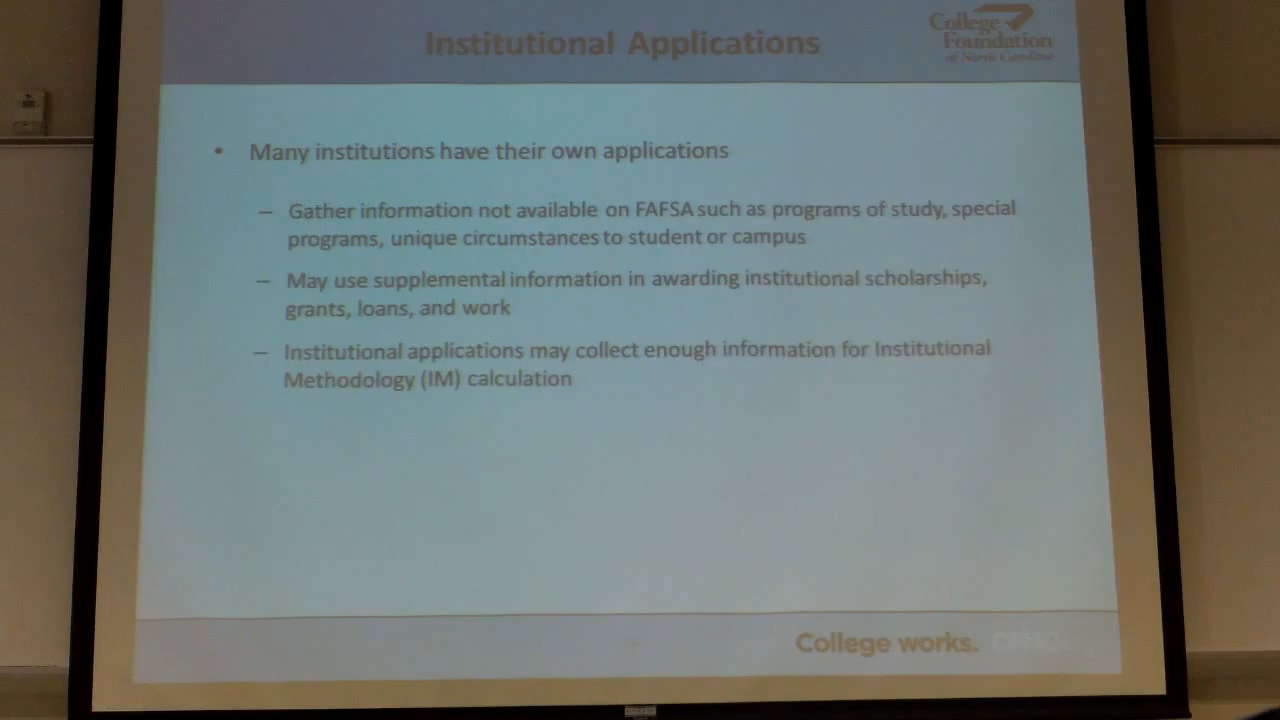 Institutional Applications
College
Foundation
of North Carolina
• Many institutions have their own applications
– Gather information not available on FAFSA such as programs of study, special
programs, unique circumstances to student or campus
– May use supplemental information in awarding institutional scholarships,
grants, loans, and work
– Institutional applications may collect enough information for Institutional
Methodology (IM) calculation
College works.